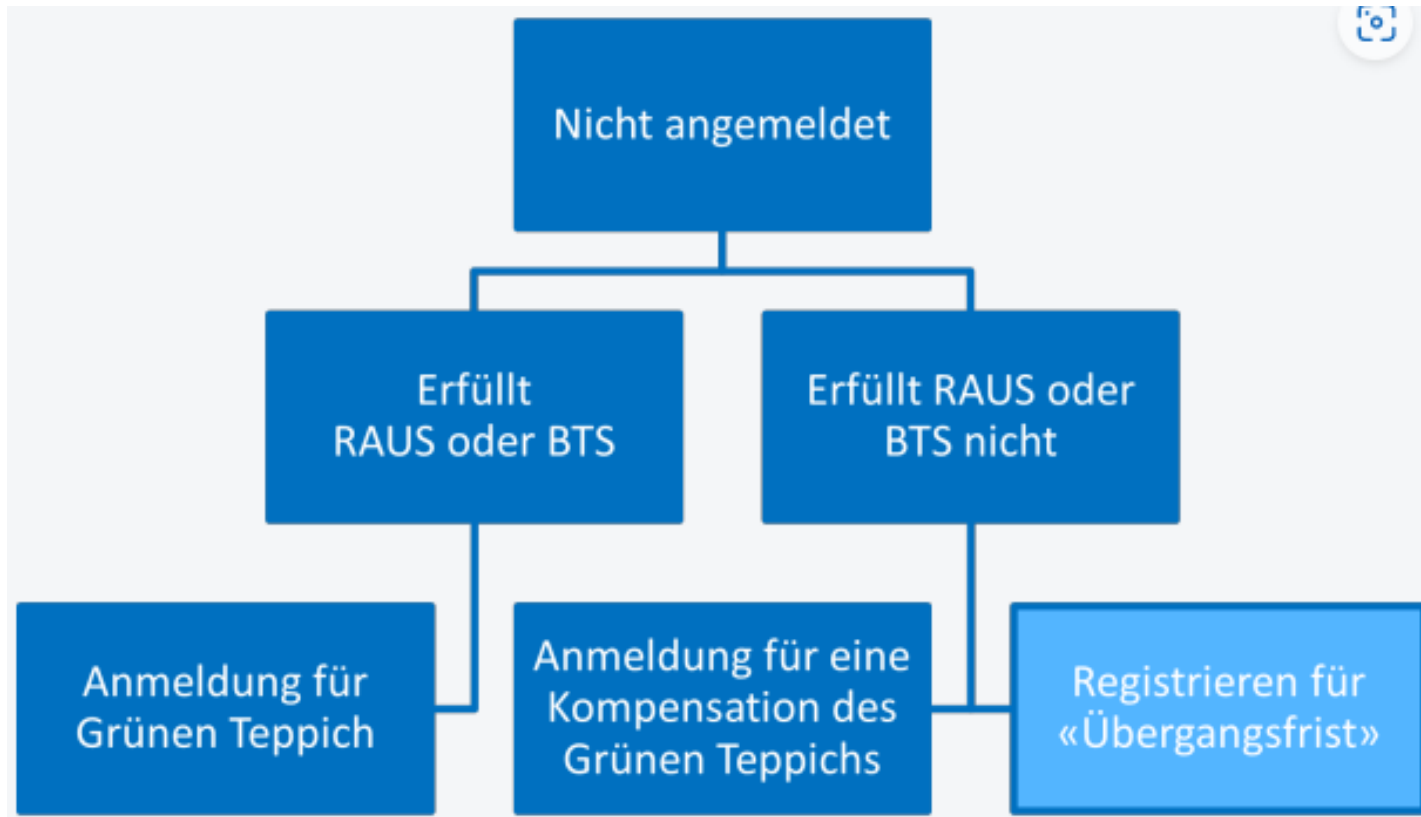 Nicht angemeldet
Erfüllt
RAUS oder BTS
Erfüllt RAUS oder
BTS nicht
Anmeldung für
Grünen Teppich
Anmeldung für eine
Kompensation des
Grünen Teppichs
Registrieren für
«Übergangsfrist»